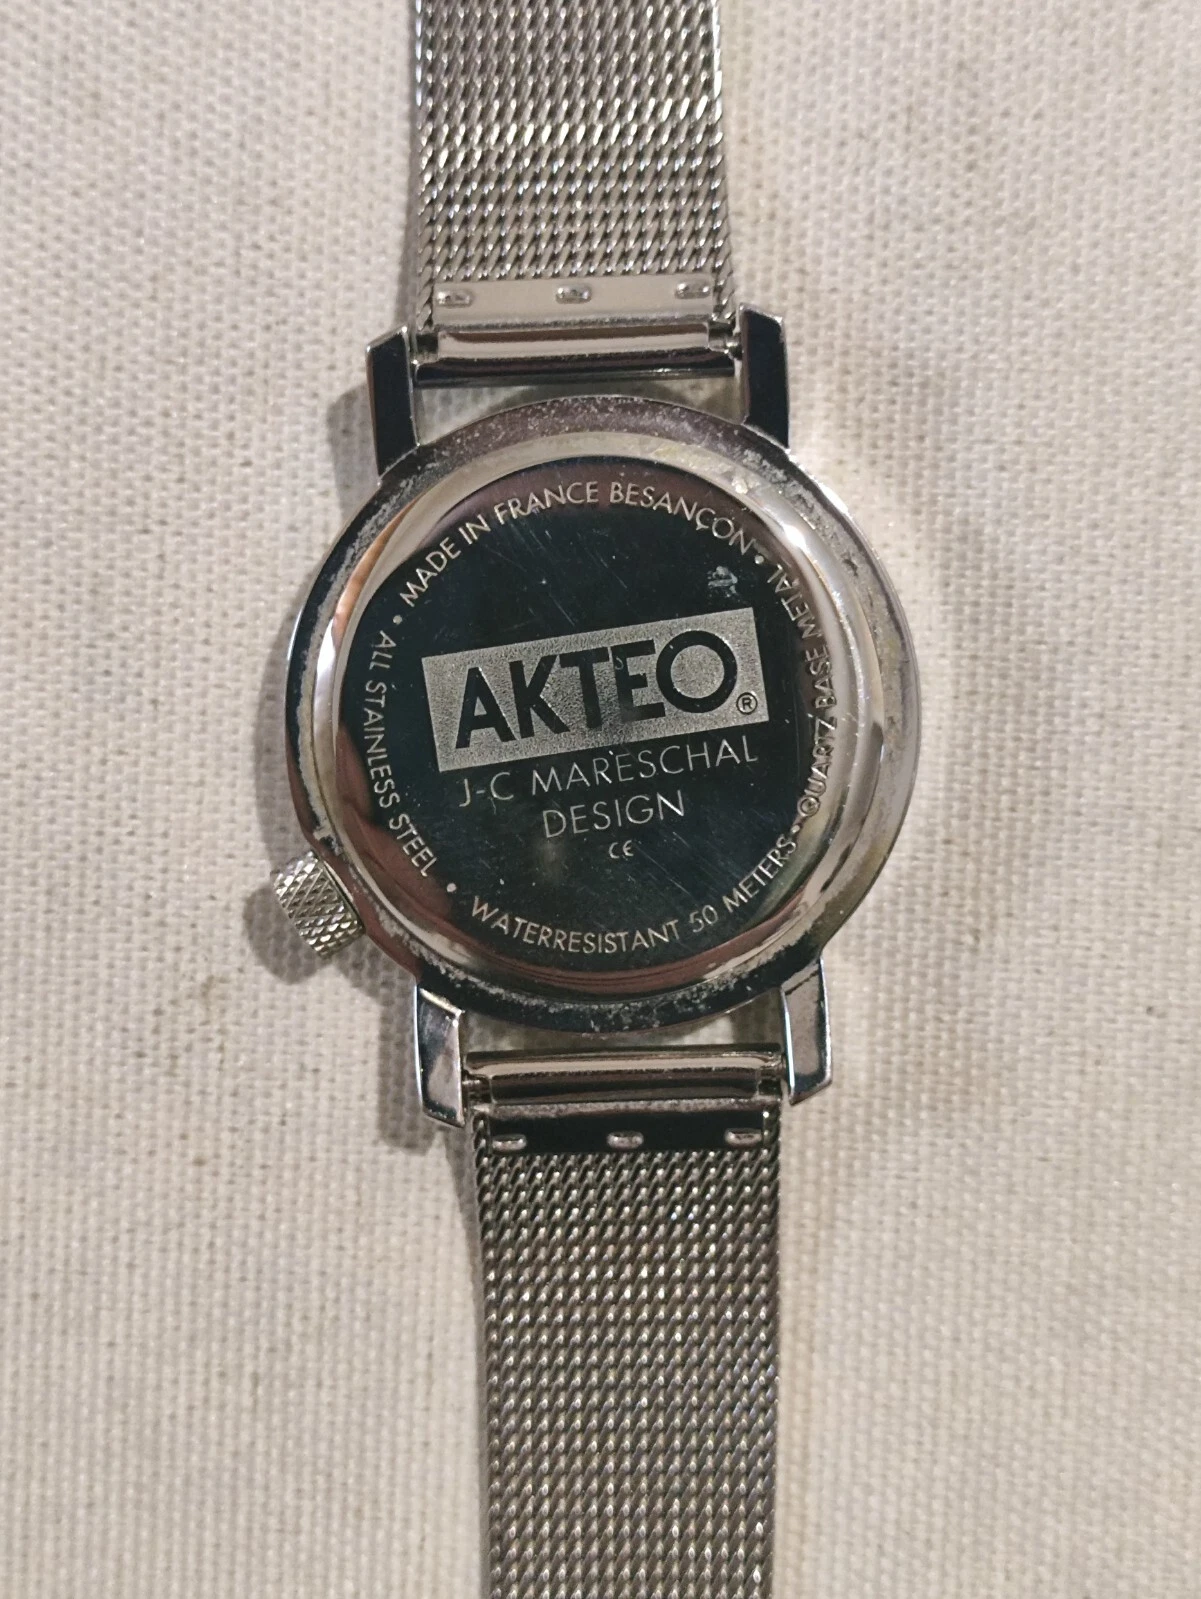 AKTEO ®
J-C MARESCHAL
DESIGN
CE
• MADE IN FRANCE BESANÇON • QUARTZ BASE METAL • WATERRESISTANT 50 METERS • ALL STAINLESS STEEL